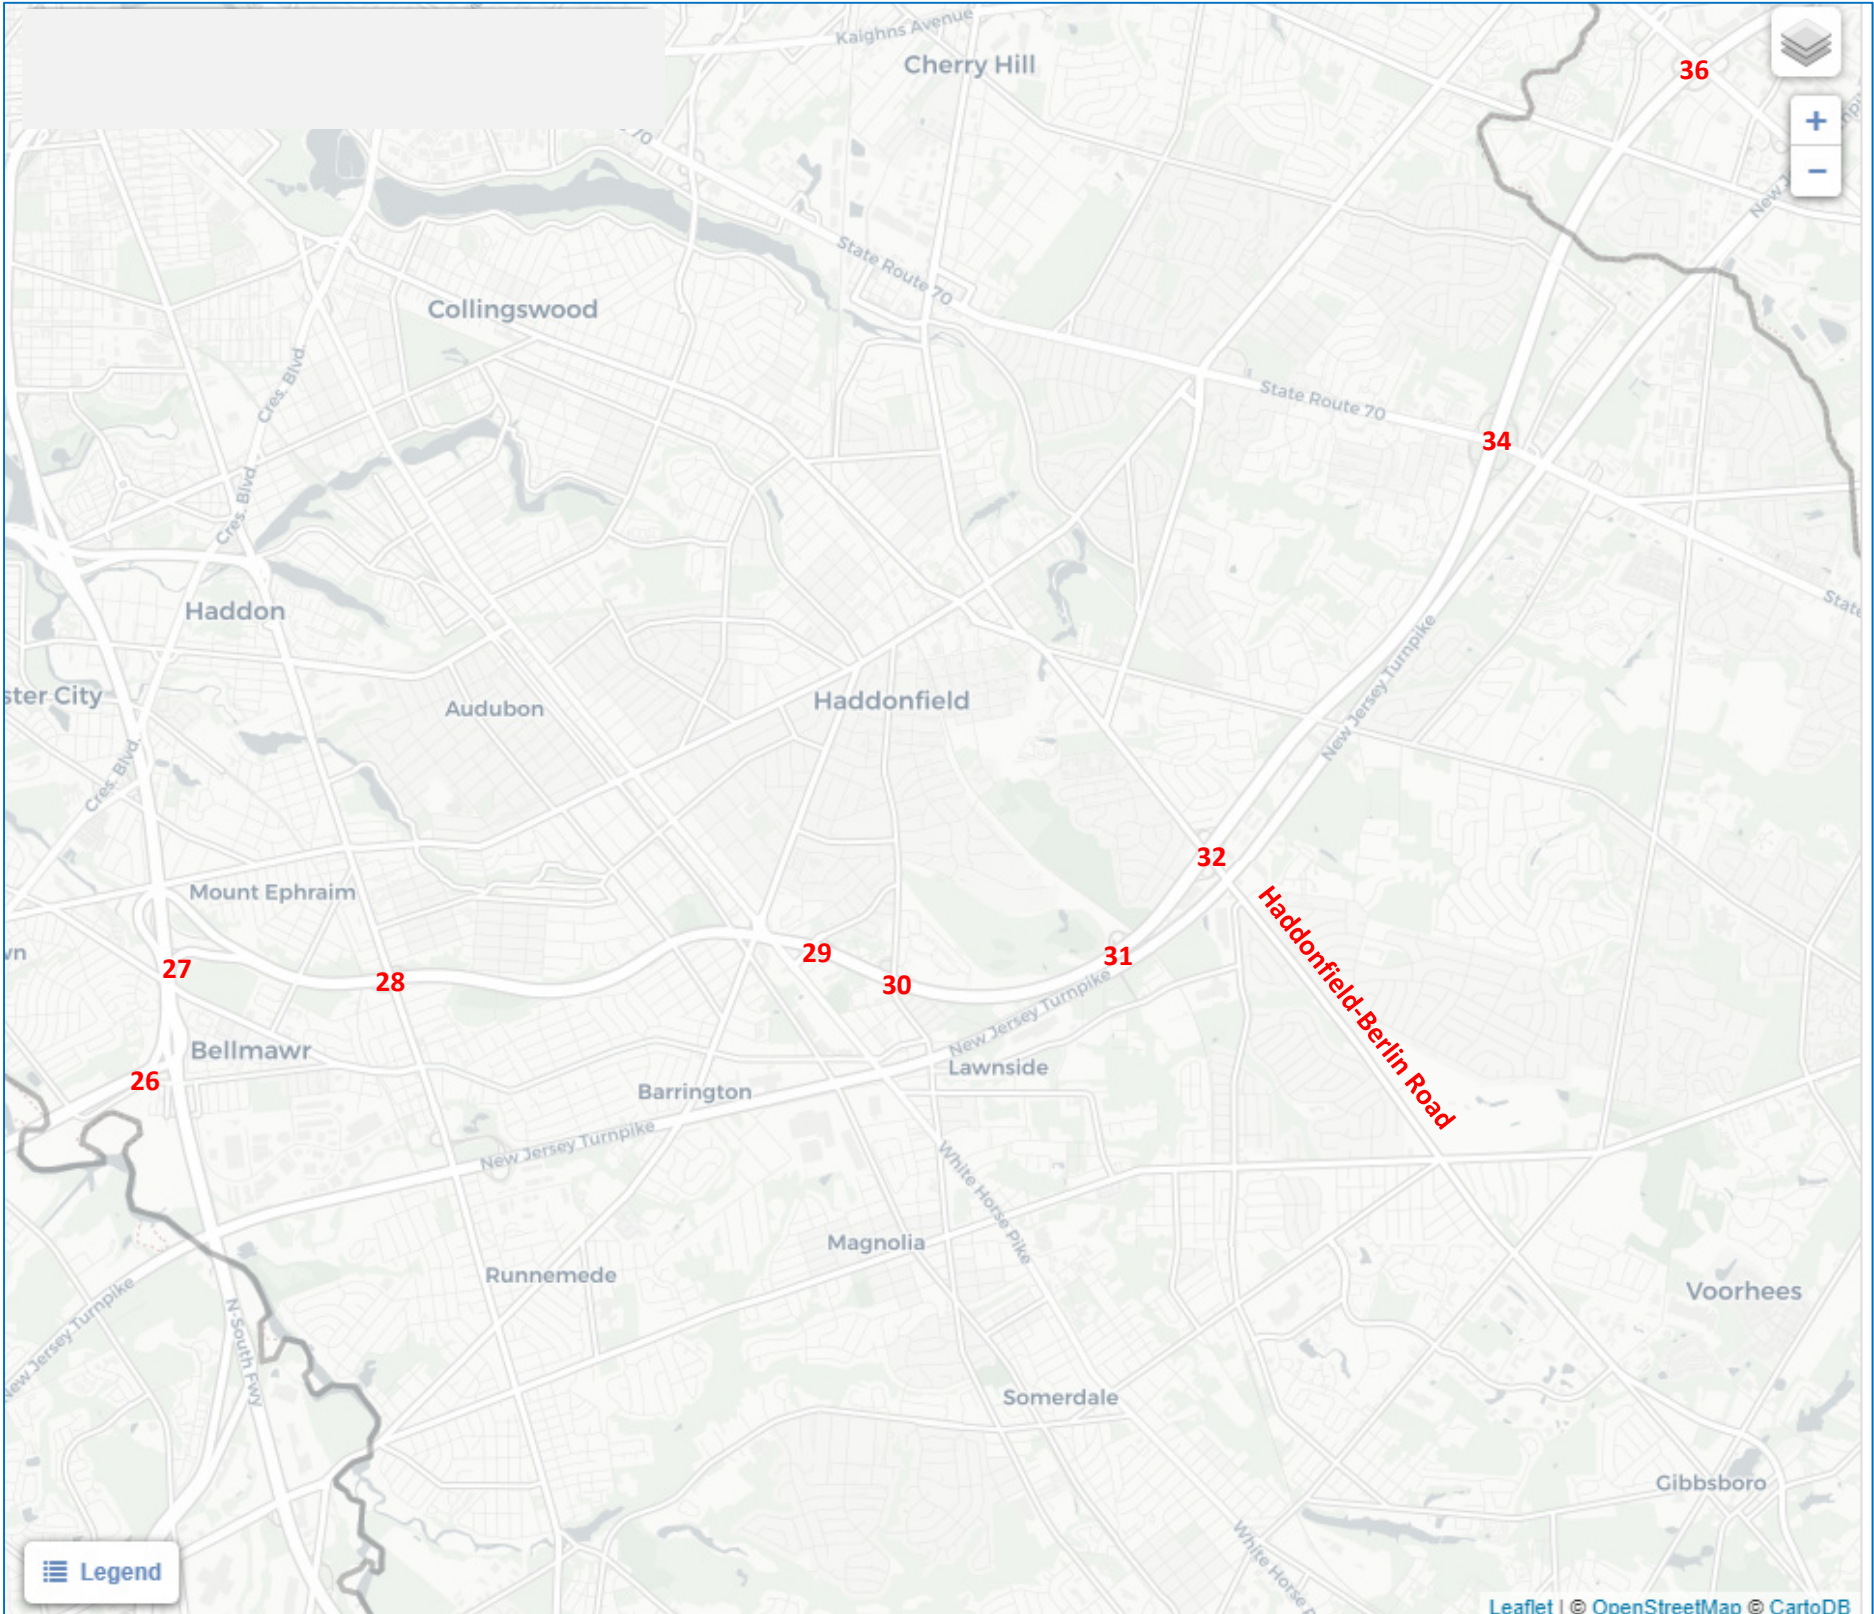 Kaighns Avenue
Cherry Hill
36
+
−
70
New J
State Route 70
Collingswood
Cres. Blvd.
State Route 70
34
Cres. Blvd
Haddon
State
ster City
Audubon
Haddonfield
New Jersey Turnpike
Cres. Blvd.
32
Mount Ephraim
Haddonfield-Berlin Road
wn
27
28
29
30
31
New Jersey Turnpike
Bellmawr
26
Lawnside
Barrington
New Jersey Turnpike
White Horse Pike
Magnolia
Runnemede
Voorhees
New Jersey Turnpike
N-South Fwy
Somerdale
Gibbsboro
White Horse P
Legend
Leaflet | © OpenStreetMap © CartoDB